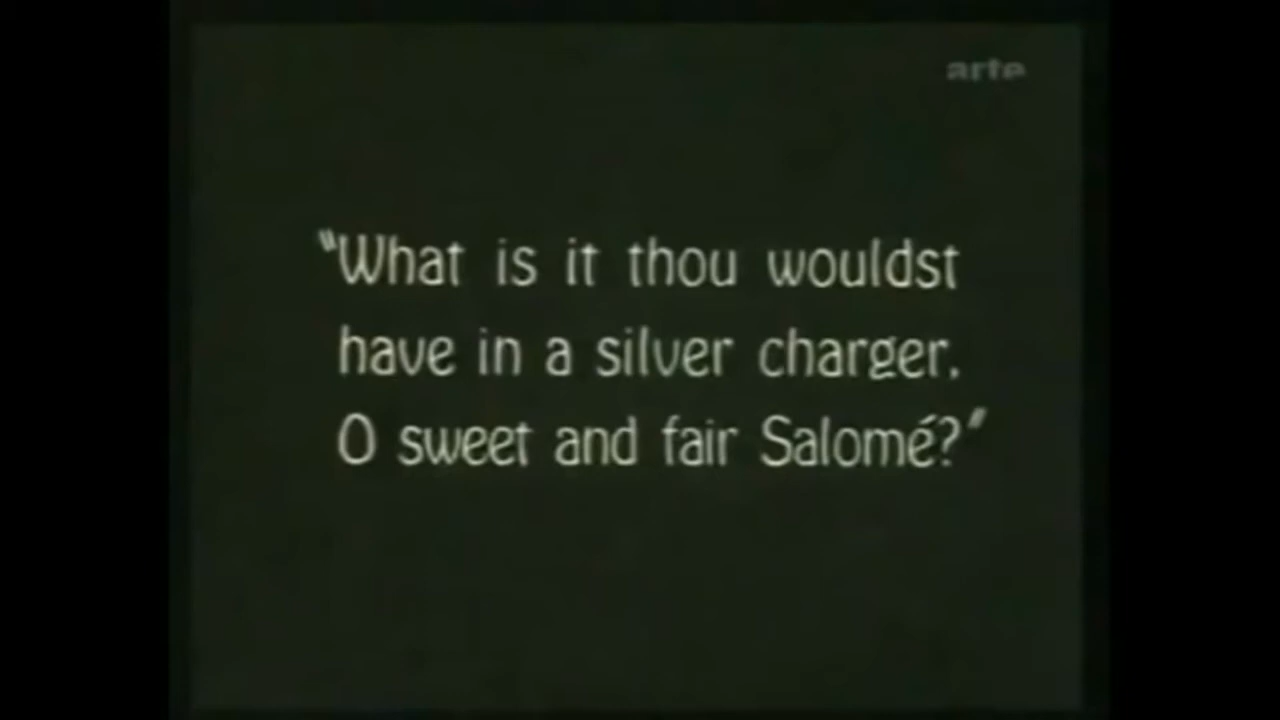 arte
"What is it thou wouldst
have in a silver charger,
O sweet and fair Salomé?"